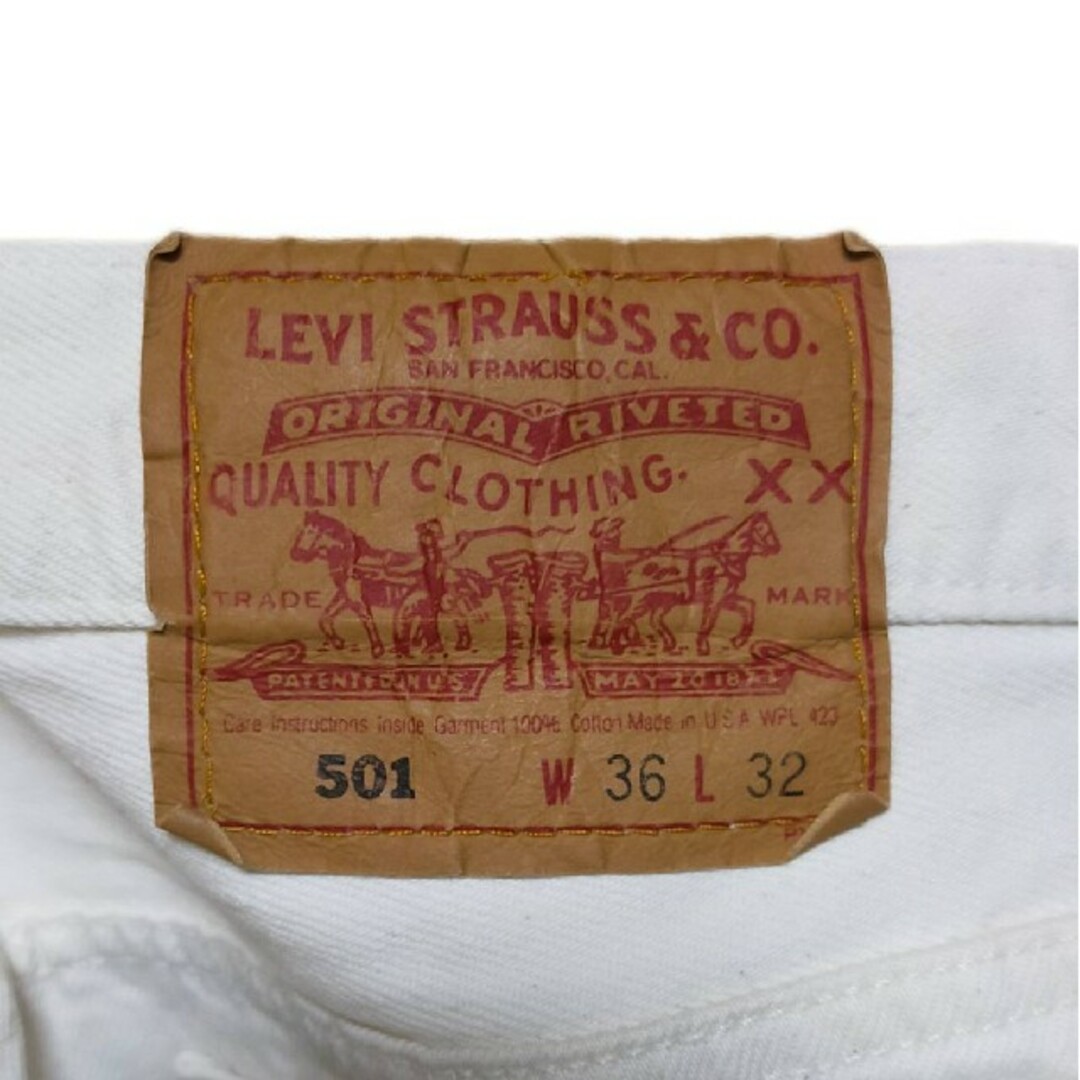 LEVI STRAUSS & CO.
SAN FRANCISCO, CAL.
ORIGINAL RIVETED
QUALITY CLOTHING. XX
TRADE MARK
PATENTED IN U.S. MAY 20 1873
Care Instructions Inside Garment 100% Cotton Made in U.S.A WPL 423
501 W 36 L 32